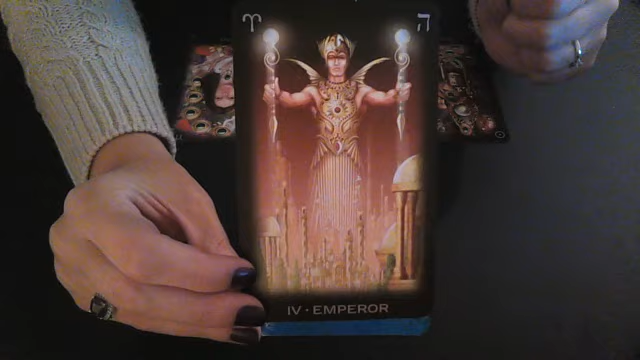 ♈ ה
IV · EMPEROR